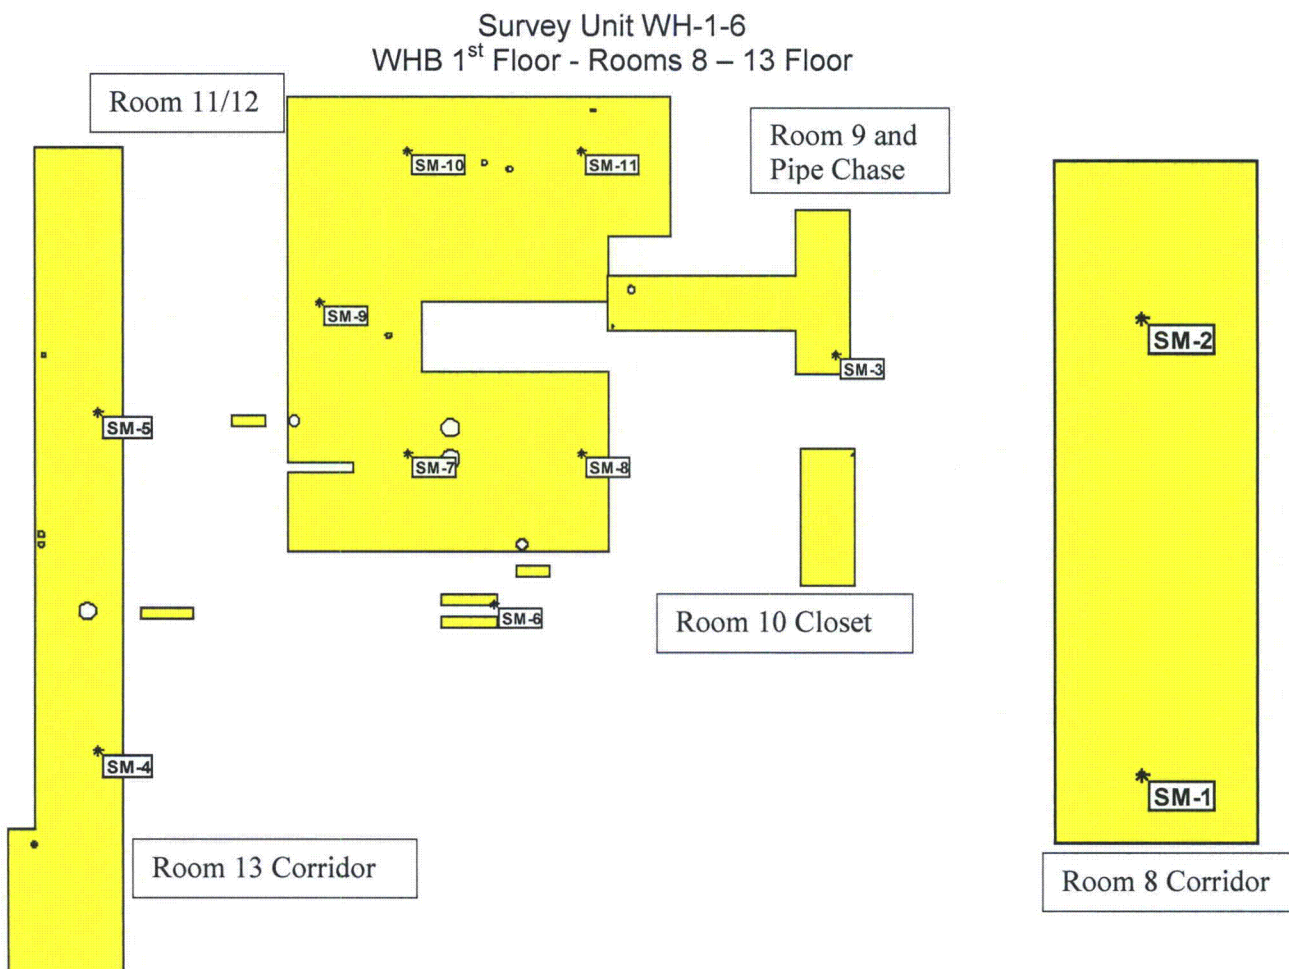 Survey Unit WH-1-6
WHB 1st Floor - Rooms 8 – 13 Floor
Room 11/12
Room 9 and
Pipe Chase
SM-10
SM-11
SM-9
SM-2
SM-3
SM-5
SM-7
SM-8
SM-6
Room 10 Closet
SM-4
SM-1
Room 13 Corridor
Room 8 Corridor